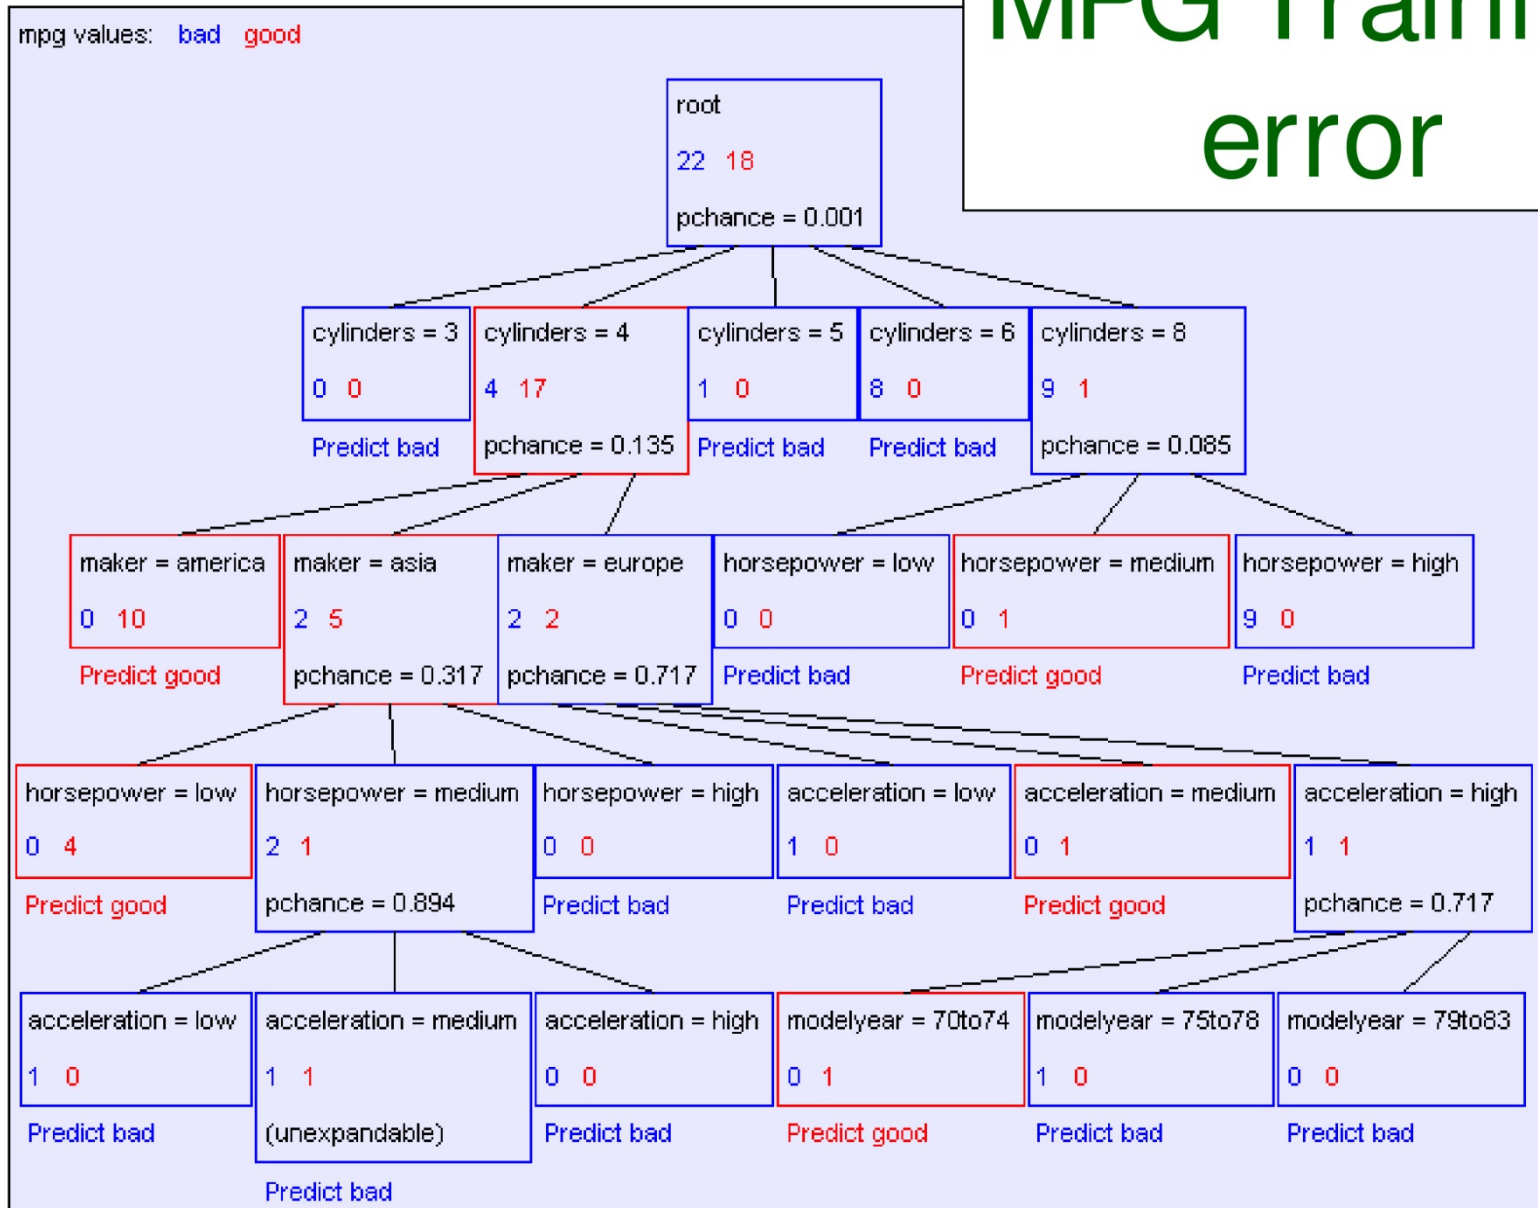 MPG Traini
error
mpg values: bad good
root
22 18
pchance = 0.001
cylinders = 3
0 0
Predict bad
cylinders = 4
4 17
pchance = 0.135
cylinders = 5
1 0
Predict bad
cylinders = 6
8 0
Predict bad
cylinders = 8
9 1
pchance = 0.085
maker = america
0 10
Predict good
maker = asia
2 5
pchance = 0.317
maker = europe
2 2
pchance = 0.717
horsepower = low
0 0
Predict bad
horsepower = medium
0 1
Predict good
horsepower = high
9 0
Predict bad
horsepower = low
0 4
Predict good
horsepower = medium
2 1
pchance = 0.894
horsepower = high
0 0
Predict bad
acceleration = low
1 0
Predict bad
acceleration = medium
0 1
Predict good
acceleration = high
1 1
pchance = 0.717
acceleration = low
1 0
Predict bad
acceleration = medium
1 1
(unexpandable)
Predict bad
acceleration = high
0 0
Predict bad
modelyear = 70to74
0 1
Predict good
modelyear = 75to78
1 0
Predict bad
modelyear = 79to83
0 0
Predict bad